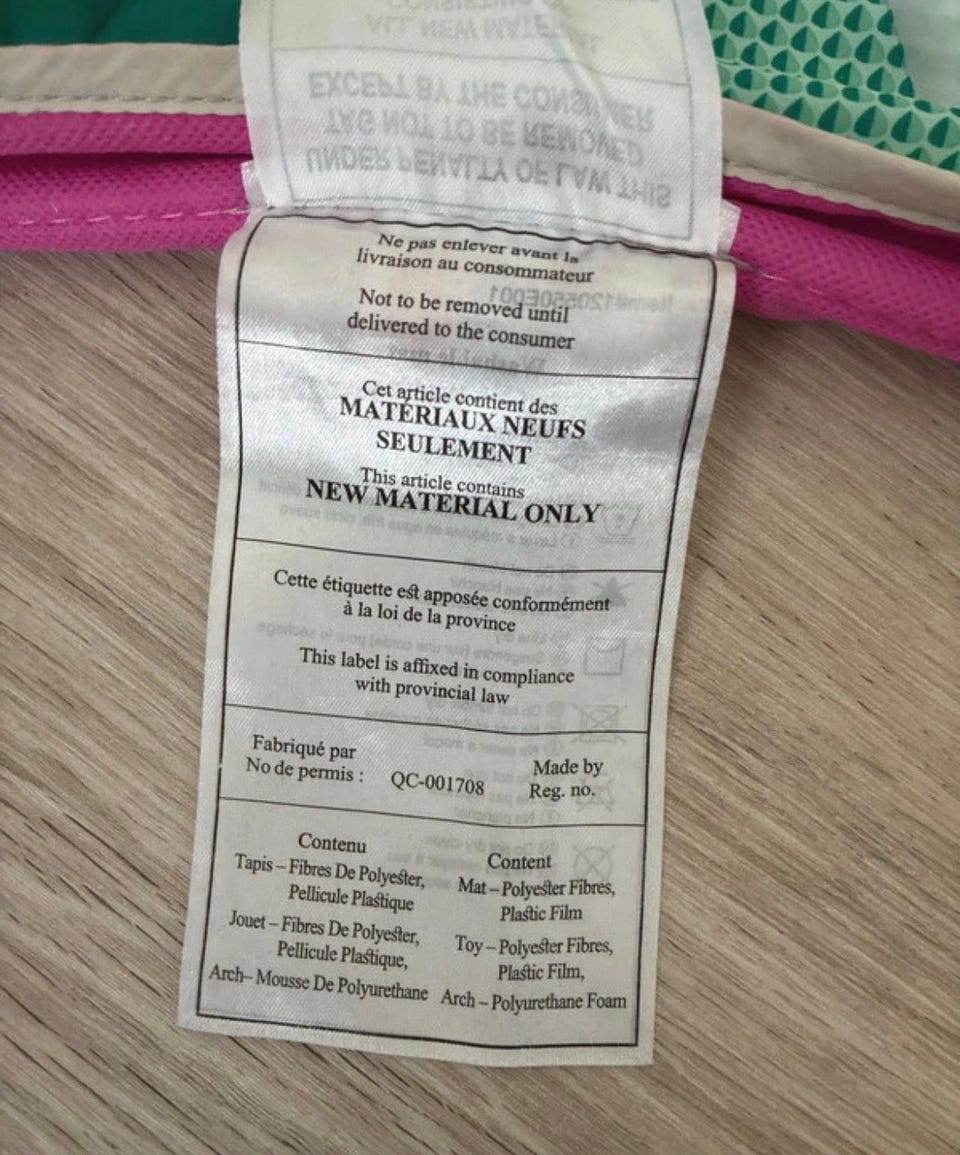 CONSISTING OF
ALL NEW MATERIAL
EXCEPT BY THE CONSUMER
TAG NOT TO BE REMOVED
UNDER PENALTY OF LAW THIS
Ne pas enlever avant la
livraison au consommateur
Not to be removed until
delivered to the consumer
Cet article contient des
MATÉRIAUX NEUFS
SEULEMENT
This article contains
NEW MATERIAL ONLY
Cette étiquette est apposée conformément
à la loi de la province
This label is affixed in compliance
with provincial law
Fabriqué par
No de permis :
QC-001708
Made by
Reg. no.
Contenu
Tapis – Fibres De Polyester,
Pellicule Plastique
Jouet – Fibres De Polyester,
Pellicule Plastique,
Arch– Mousse De Polyurethane
Content
Mat – Polyester Fibres,
Plastic Film
Toy – Polyester Fibres,
Plastic Film,
Arch – Polyurethane Foam